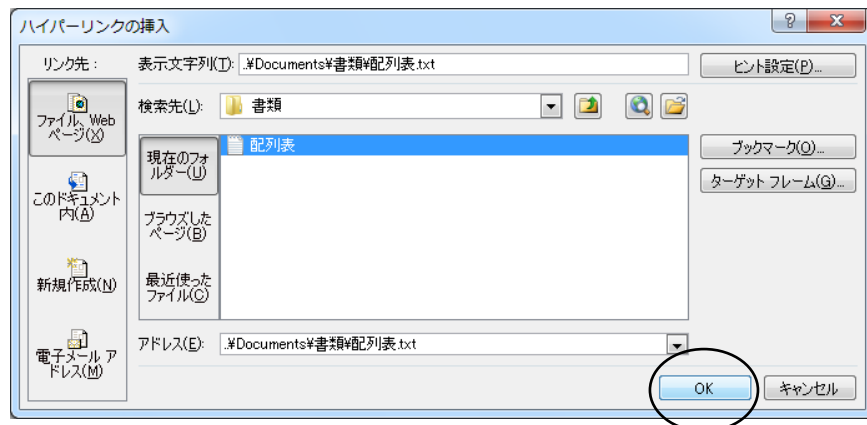 ハイパーリンクの挿入
リンク先：
表示文字列(T): .¥Documents¥書類¥配列表.txt
ヒント設定(P)...
ファイル、Web
ページ(X)
検索先(L):
書類
現在のフォ
ルダー(U)
配列表
ブックマーク(O)...
ターゲット フレーム(G)...
このドキュメント
内(A)
ブラウズした
ページ(B)
新規作成(N)
最近使った
ファイル(C)
電子メール ア
ドレス(M)
アドレス(E): .¥Documents¥書類¥配列表.txt
OK
キャンセル